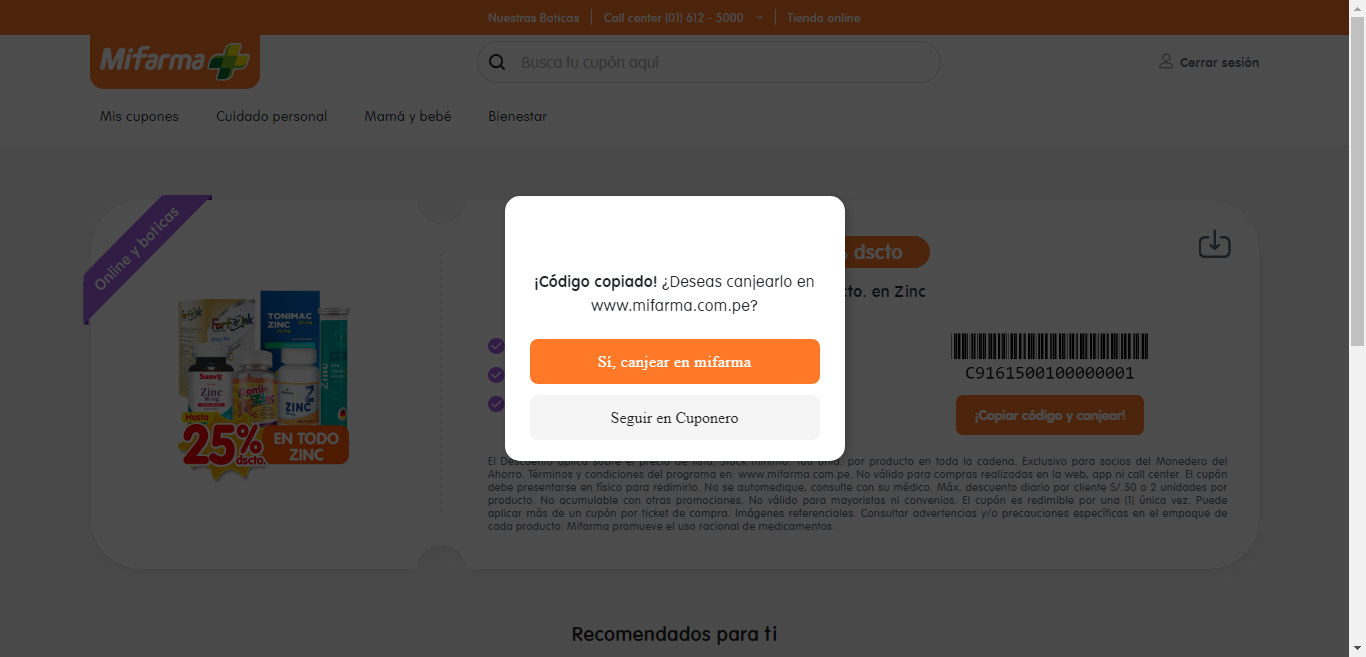 Nuestras Boticas
Call center (01) 612 - 5000
Tienda online
Mifarma
Busca tu cupón aquí
Cerrar sesión
Mis cupones
Cuidado personal
Mamá y bebé
Bienestar
Online y boticas
dscto
cto. en Zinc
¡Código copiado! ¿Deseas canjearlo en
www.mifarma.com.pe?
Sí, canjear en mifarma
Seguir en Cuponero
TONIMAC
ZINC
Sunvit
Zinc
ZINC
Zinc
Hasta
25%
dscto.
EN TODO
ZINC
C9161500100000001
¡Copiar código y canjear!
El Descuento aplica sobre el precio de lista. Stock mínimo: 100 unid. por producto en toda la cadena. Exclusivo para socios del Monedero del
Ahorro. Términos y condiciones del programa en: www.mifarma.com.pe. No válido para compras realizadas en la web, app ni call center. El cupón
debe presentarse en físico para redimirlo. No se automedique, consulte con su médico. Máx. descuento diario por cliente S/.50 o 2 unidades por
producto. No acumulable con otras promociones. No válido para mayoristas ni convenios. El cupón es redimible por una (1) única vez. Puede
aplicar más de un cupón por ticket de compra. Imágenes referenciales. Consultar advertencias y/o precauciones específicas en el empaque de
cada producto. Mifarma promueve el uso racional de medicamentos.
Recomendados para ti